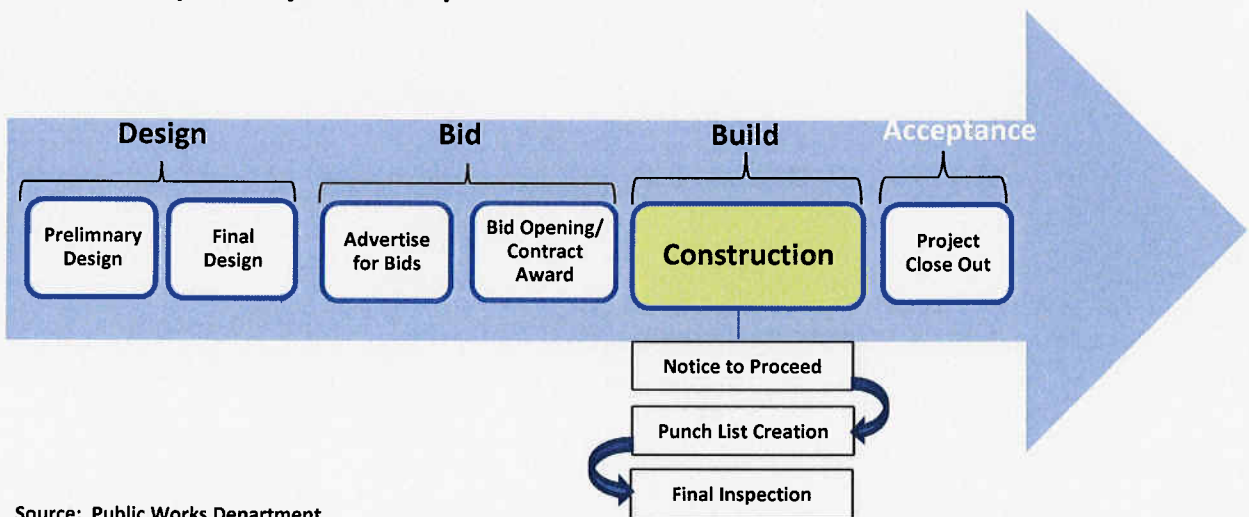 Design
Bid
Build
Acceptance
Prelimnary
Design
Final
Design
Advertise
for Bids
Bid Opening/
Contract
Award
Construction
Project
Close Out
Notice to Proceed
Punch List Creation
Final Inspection
Source: Public Works Department